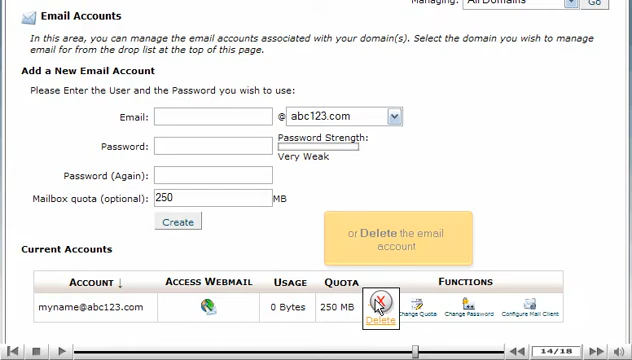 Managing: All Domains Go
Email Accounts
In this area, you can manage the email accounts associated with your domain(s). Select the domain you wish to manage
email for from the drop list at the top of this page.
Add a New Email Account
Please Enter the User and the Password you wish to use:
Email: @ abc123.com
Password: Password Strength:
Very Weak
Password (Again):
Mailbox quota (optional): 250 MB
Create
or Delete the email
account
Current Accounts
Account ↓ Access Webmail Usage Quota Functions
myname@abc123.com 0 Bytes 250 MB Delete Change Quota Change Password Configure Mail Client
14/18